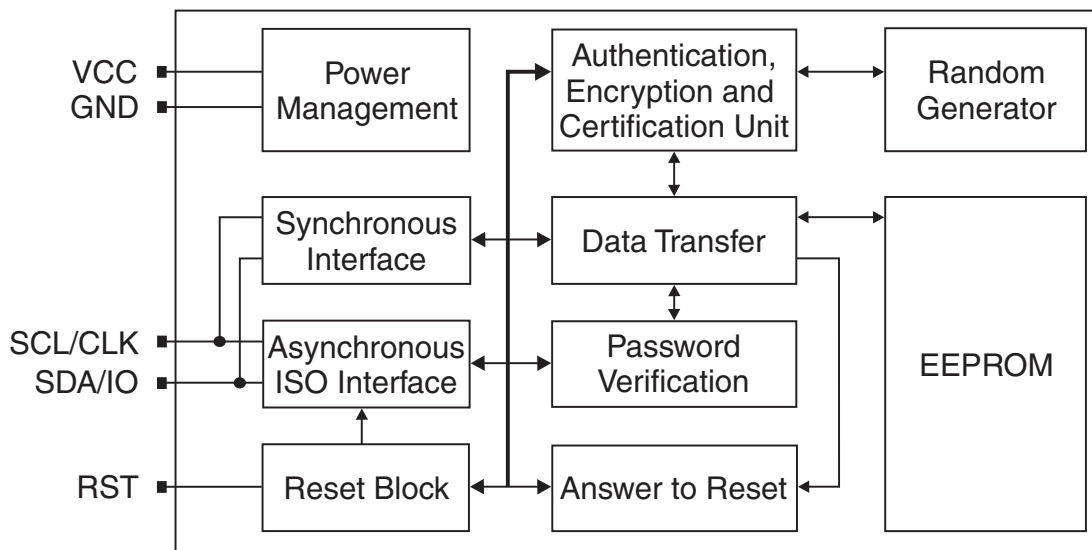 VCC
GND
Power
Management
Authentication,
Encryption and
Certification Unit
Random
Generator
Synchronous
Interface
Data Transfer
SCL/CLK
SDA/IO
Asynchronous
ISO Interface
Password
Verification
EEPROM
RST
Reset Block
Answer to Reset